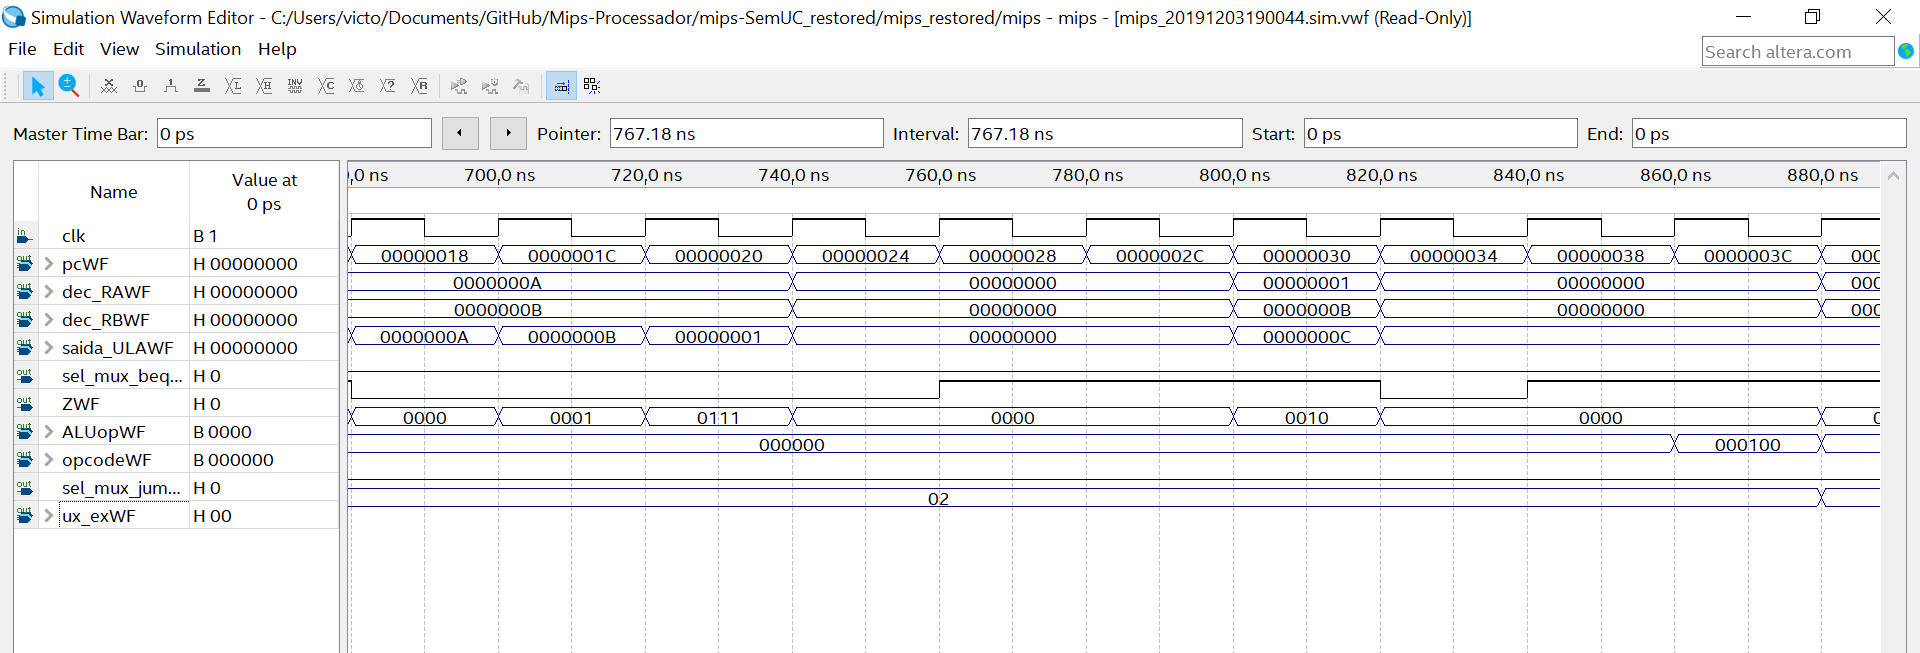 Simulation Waveform Editor - C:/Users/victo/Documents/GitHub/Mips-Processador/mips-SemUC_restored/mips_restored/mips - mips - [mips_20191203190044.sim.vwf (Read-Only)]
File Edit View Simulation Help
Search altera.com
Master Time Bar: 0 ps Pointer: 767.18 ns Interval: 767.18 ns Start: 0 ps End: 0 ps
Name Value at 0 ps ,0 ns 700,0 ns 720,0 ns 740,0 ns 760,0 ns 780,0 ns 800,0 ns 820,0 ns 840,0 ns 860,0 ns 880,0 ns
clk B 1
pcWF H 00000000 00000018 0000001C 00000020 00000024 00000028 0000002C 00000030 00000034 00000038 0000003C 000
dec_RAWF H 00000000 0000000A 00000000 00000001 00000000 000
dec_RBWF H 00000000 0000000B 00000000 0000000B 00000000 000
saida_ULAWF H 00000000 0000000A 0000000B 00000001 00000000 0000000C
sel_mux_beq... H 0
ZWF H 0
ALUopWF B 0000 0000 0001 0111 0000 0010 0000 0
opcodeWF B 000000 000000 000100
sel_mux_jum... H 0
ux_exWF H 00 02